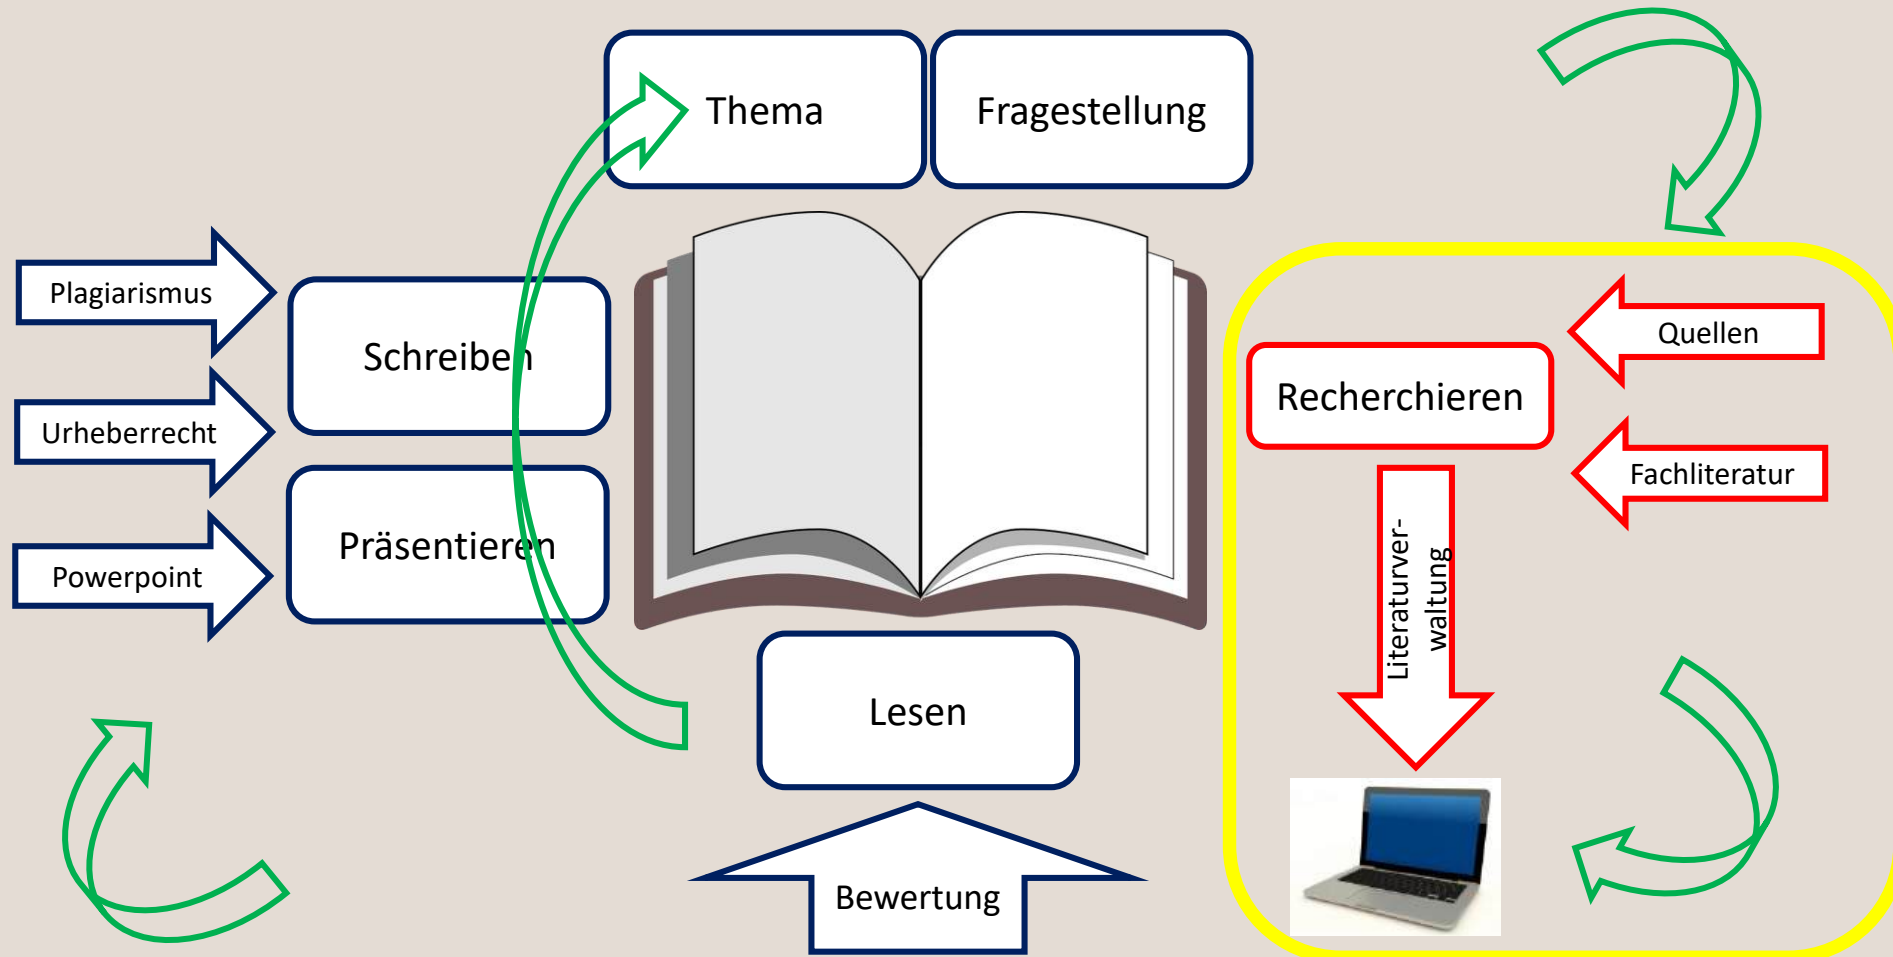 Thema
Fragestellung
Plagiarismus
Schreiben
Urheberrecht
Präsentieren
Powerpoint
Quellen
Recherchieren
Fachliteratur
Literaturver-
waltung
Lesen
Bewertung